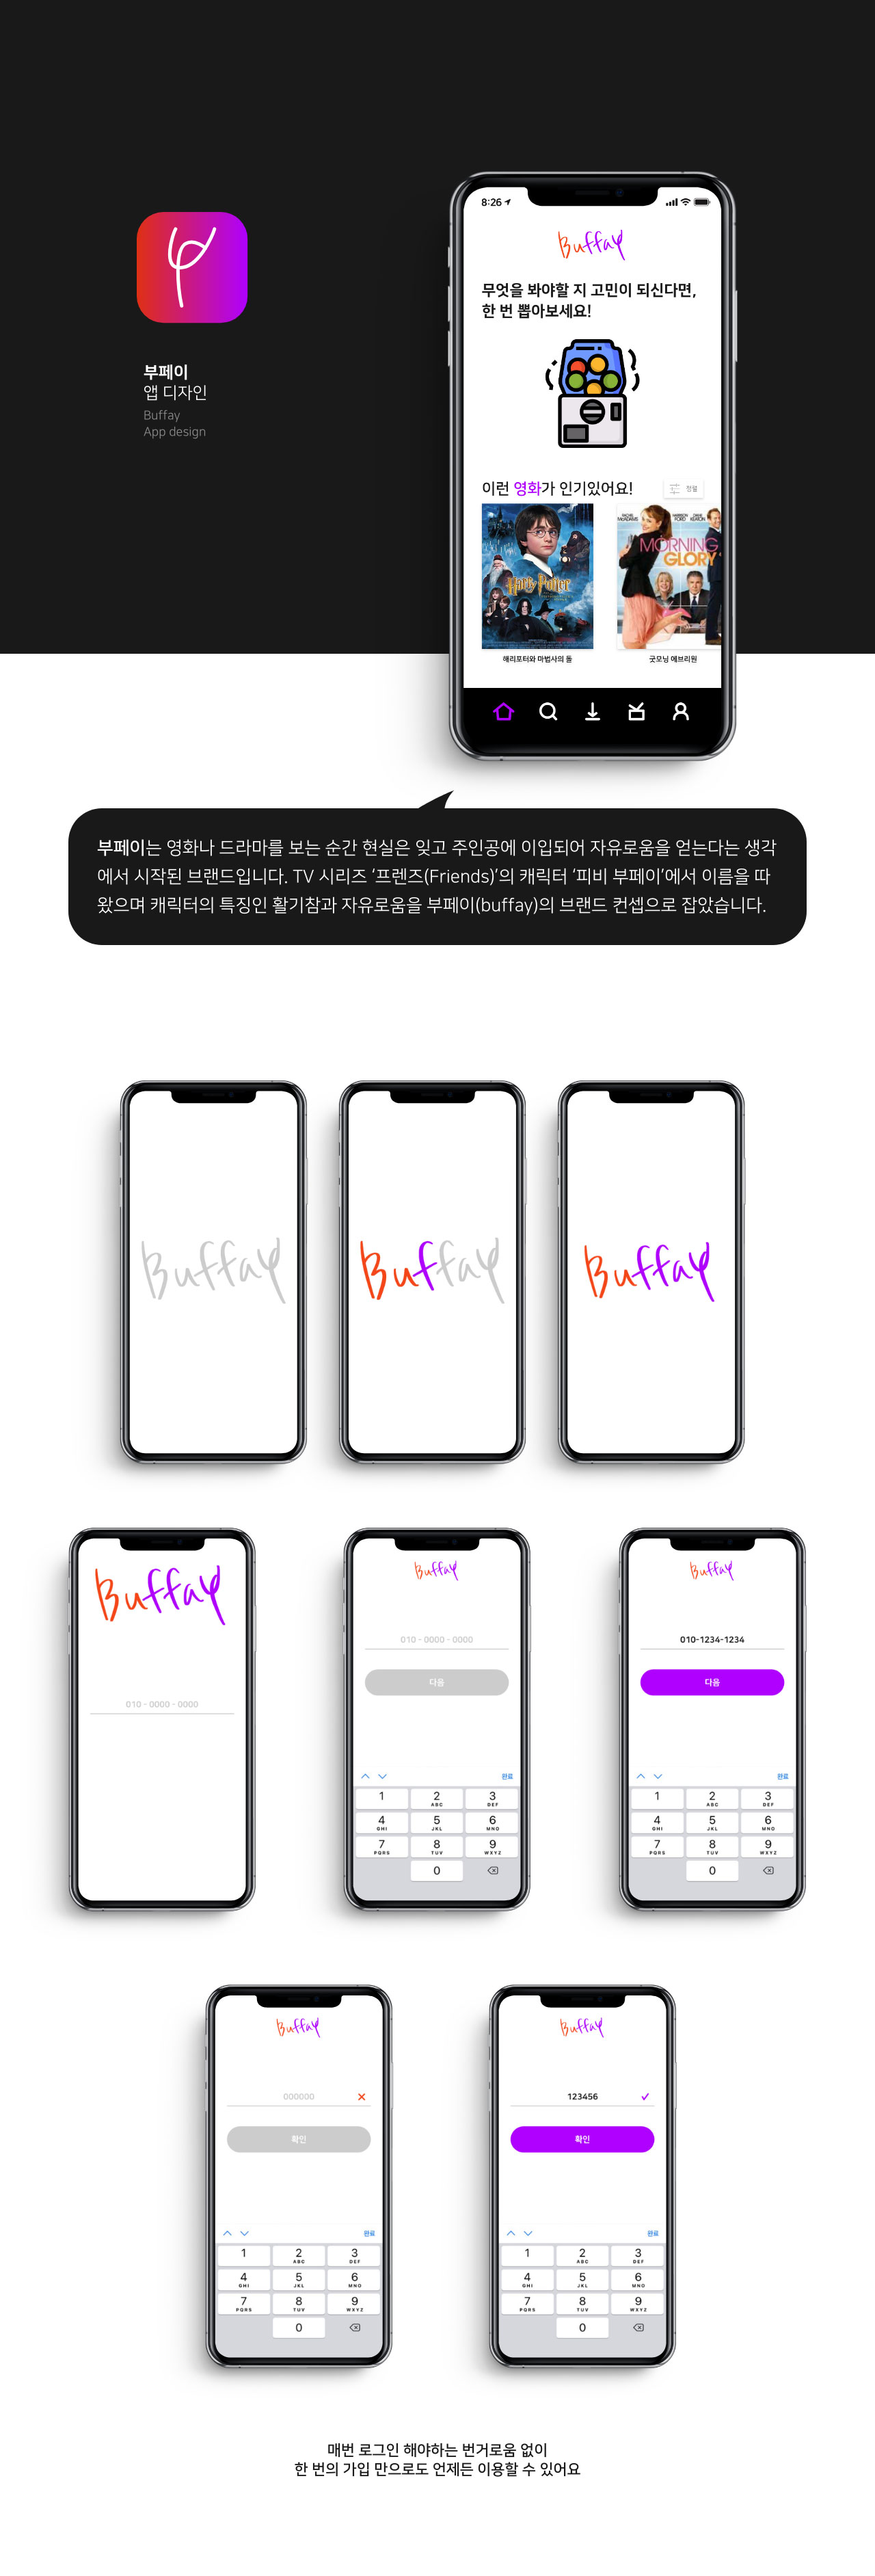 8:26
Buffay
무엇을 봐야할 지 고민이 되신다면,
한 번 뽑아보세요!
부페이
앱 디자인
Buffay
App design
이런 영화가 인기있어요!
정렬
RACHEL McADAMS HARRISON FORD DIANE KEATON
Harry Potter
MORNING
GLORY
해리포터와 마법사의 돌
굿모닝 에브리원
부페이는 영화나 드라마를 보는 순간 현실은 잊고 주인공에 이입되어 자유로움을 얻는다는 생각
에서 시작된 브랜드입니다. TV 시리즈 ‘프렌즈(Friends)’의 캐릭터 ‘피비 부페이’에서 이름을 따
왔으며 캐릭터의 특징인 활기참과 자유로움을 부페이(buffay)의 브랜드 컨셉으로 잡았습니다.
Buffay
Buffay
Buffay
Buffay
010 - 0000 - 0000
Buffay
010 - 0000 - 0000
다음
완료
1 2 3
ABC DEF
4 5 6
GHI JKL MNO
7 8 9
PQRS TUV WXYZ
0
Buffay
010-1234-1234
다음
완료
1 2 3
ABC DEF
4 5 6
GHI JKL MNO
7 8 9
PQRS TUV WXYZ
0
Buffay
000000
확인
완료
1 2 3
ABC DEF
4 5 6
GHI JKL MNO
7 8 9
PQRS TUV WXYZ
0
Buffay
123456
확인
완료
1 2 3
ABC DEF
4 5 6
GHI JKL MNO
7 8 9
PQRS TUV WXYZ
0
매번 로그인 해야하는 번거로움 없이
한 번의 가입 만으로도 언제든 이용할 수 있어요